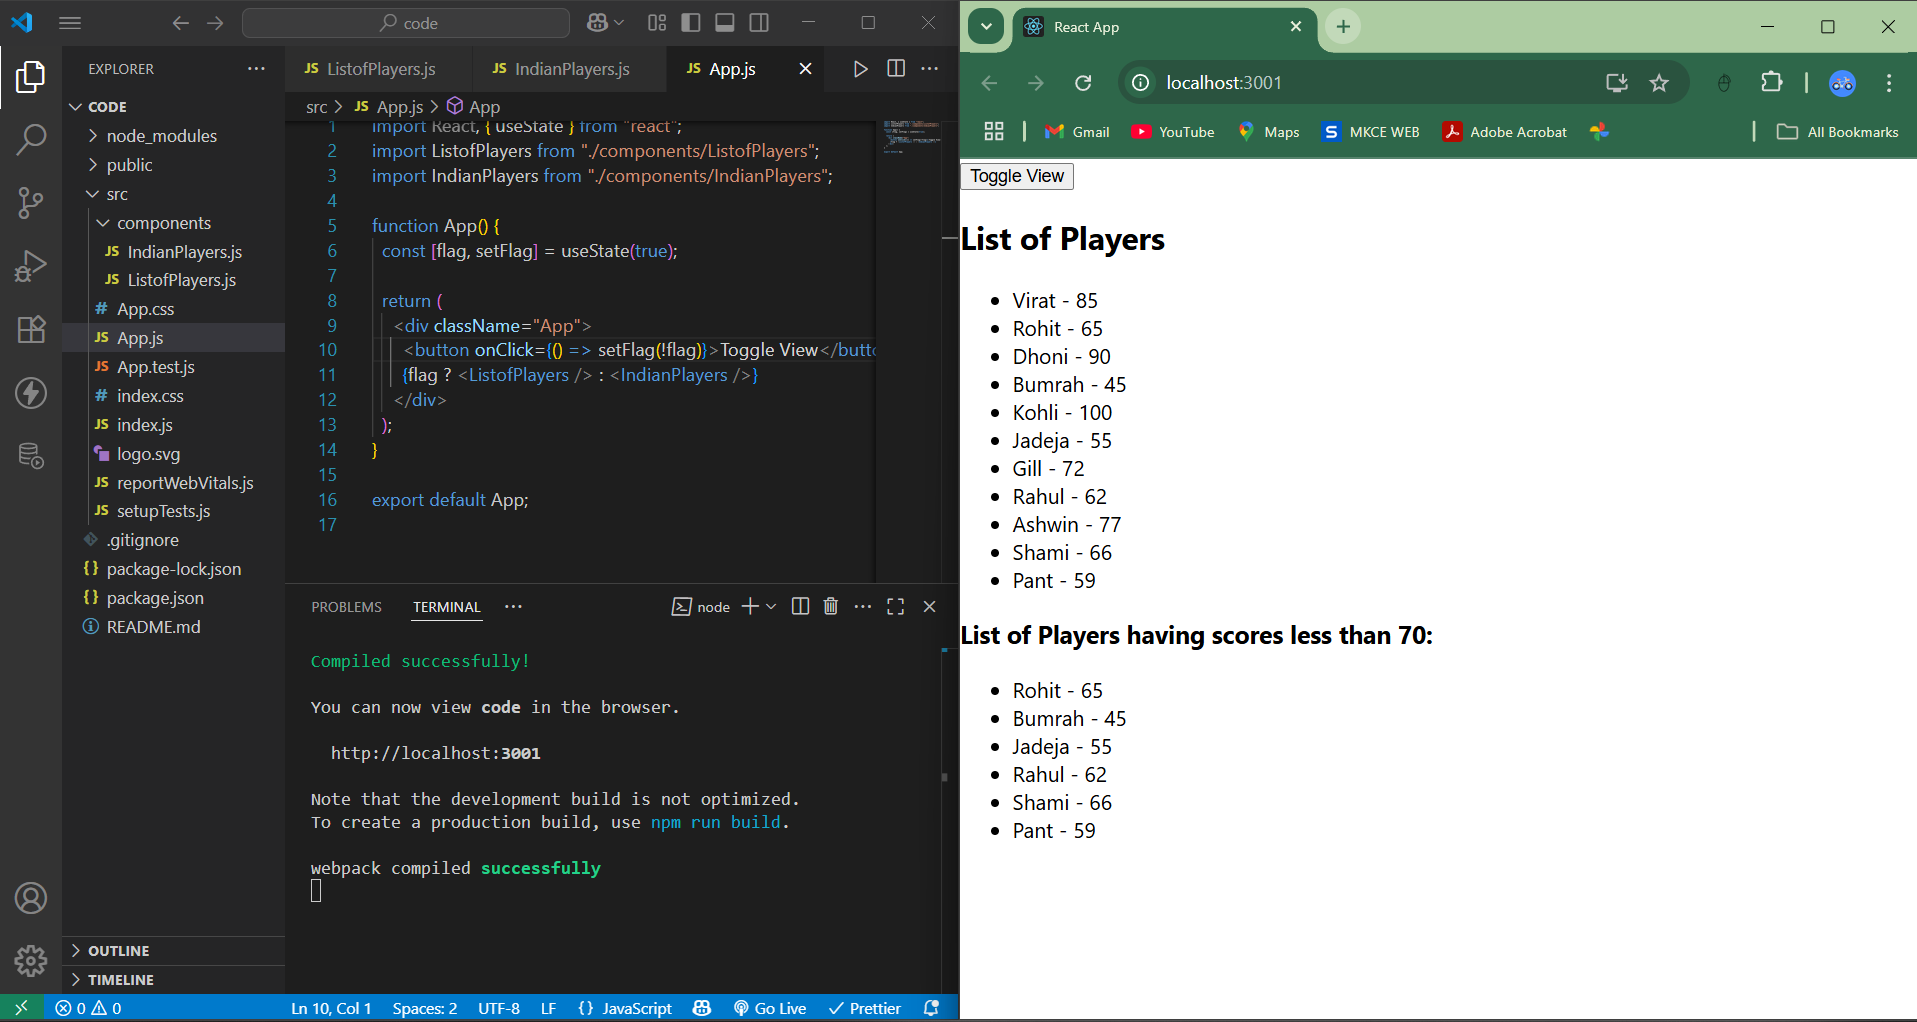 code
EXPLORER
CODE
node_modules
public
src
components
JS IndianPlayers.js
JS ListofPlayers.js
# App.css
JS App.js
JS App.test.js
# index.css
JS index.js
logo.svg
JS reportWebVitals.js
JS setupTests.js
.gitignore
{} package-lock.json
{} package.json
README.md
OUTLINE
TIMELINE
JS ListofPlayers.js
JS IndianPlayers.js
JS App.js
src > JS App.js > App
1 import React, { useState } from "react";
2 import ListofPlayers from "./components/ListofPlayers";
3 import IndianPlayers from "./components/IndianPlayers";
4
5 function App() {
6 const [flag, setFlag] = useState(true);
7
8 return (
9 <div className="App">
10 <button onClick={() => setFlag(!flag)}>Toggle View</butto
11 {flag ? <ListofPlayers /> : <IndianPlayers />}
12 </div>
13 );
14 }
15
16 export default App;
17
PROBLEMS TERMINAL
node
Compiled successfully!
You can now view code in the browser.
http://localhost:3001
Note that the development build is not optimized.
To create a production build, use npm run build.
webpack compiled successfully
0 0
Ln 10, Col 1 Spaces: 2 UTF-8 LF {} JavaScript Go Live Prettier
React App
localhost:3001
Gmail YouTube Maps S MKCE WEB Adobe Acrobat All Bookmarks
Toggle View
List of Players
• Virat - 85
• Rohit - 65
• Dhoni - 90
• Bumrah - 45
• Kohli - 100
• Jadeja - 55
• Gill - 72
• Rahul - 62
• Ashwin - 77
• Shami - 66
• Pant - 59
List of Players having scores less than 70:
• Rohit - 65
• Bumrah - 45
• Jadeja - 55
• Rahul - 62
• Shami - 66
• Pant - 59